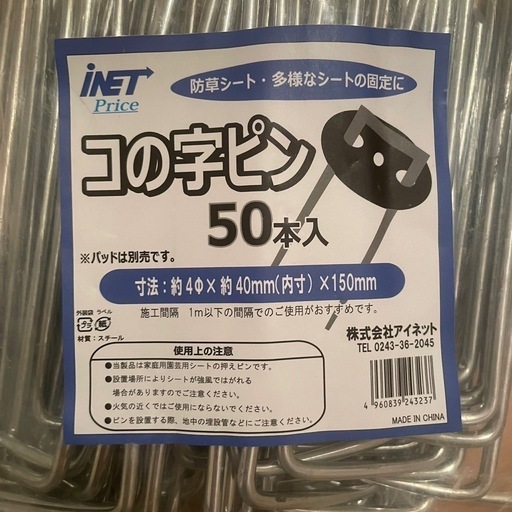 iNET
Price
防草シート・多様なシートの固定に
コの字ピン
50本入
※パッドは別売です。
寸法:約4Φ×約40mm(内寸)×150mm
施工間隔 1m以下の間隔でのご使用がおすすめです。
外装袋 ラベル
プラ 紙
材質:スチール
株式会社アイネット
TEL 0243-36-2045
使用上の注意
●当製品は家庭用園芸用シートの押えピンです。
●設置場所によりシートが強風ではがれる
場合がありますのでご注意ください。
●火気の近くではご使用にならないでください。
●ピンを設置する際、地中の埋設管などにご注意ください。
4 960839 243237
MADE IN CHINA